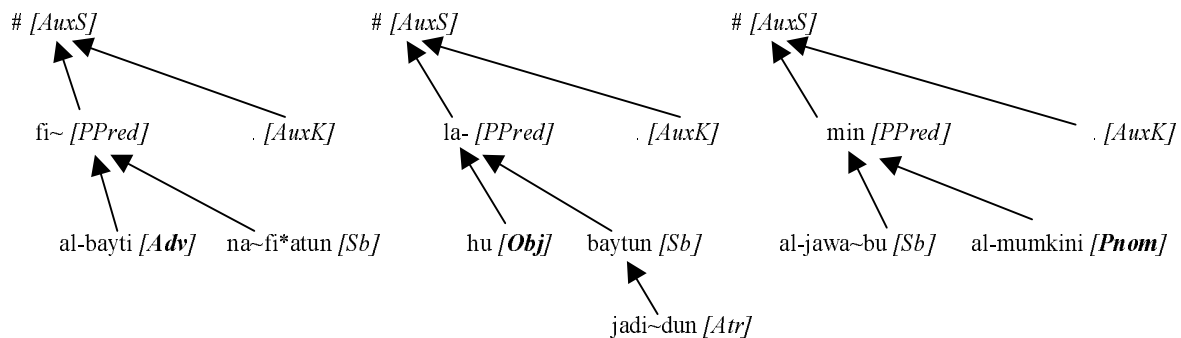 # [AuxS] # [AuxS] # [AuxS]
fi~ [PPred] . [AuxK] la- [PPred] . [AuxK] min [PPred] . [AuxK]
al-bayti [Adv] na~fi*atun [Sb] hu [Obj] baytun [Sb] al-jawa~bu [Sb] al-mumkini [Pnom]
jadi~dun [Atr]